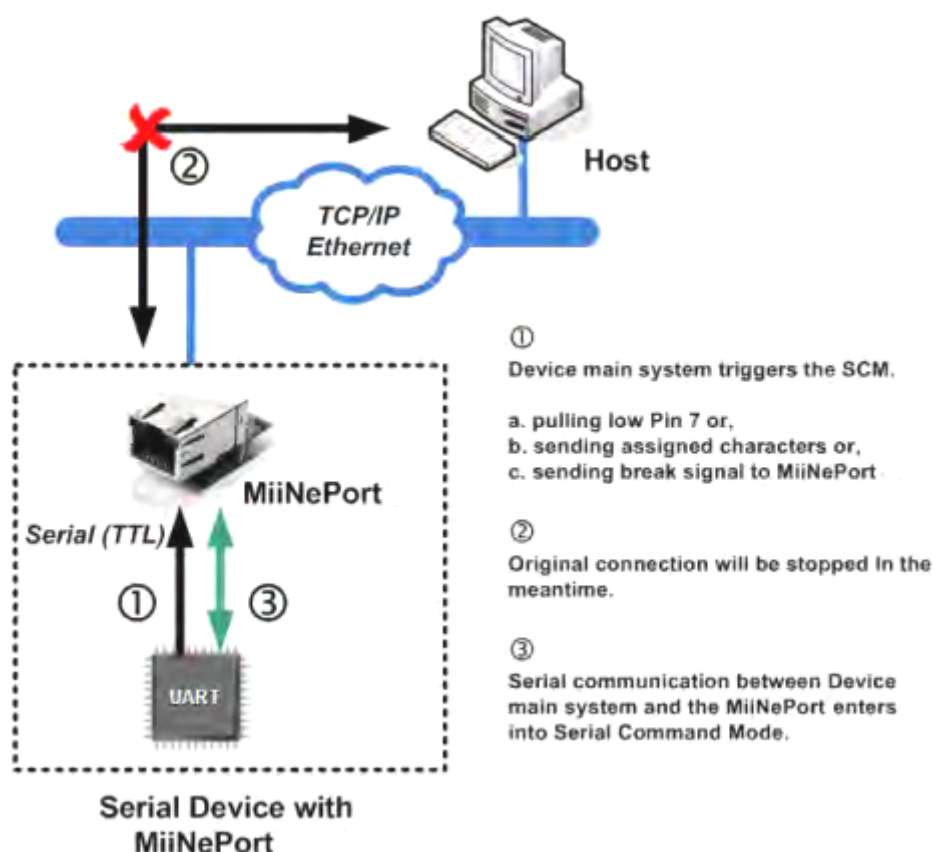 ②
Host
TCP/IP
Ethernet
①
Device main system triggers the SCM.
a. pulling low Pin 7 or,
b. sending assigned characters or,
c. sending break signal to MiiNePort
②
Original connection will be stopped In the
meantime.
③
Serial communication between Device
main system and the MiiNePort enters
into Serial Command Mode.
MiiNePort
Serial (TTL)
①
③
UART
Serial Device with
MiiNePort